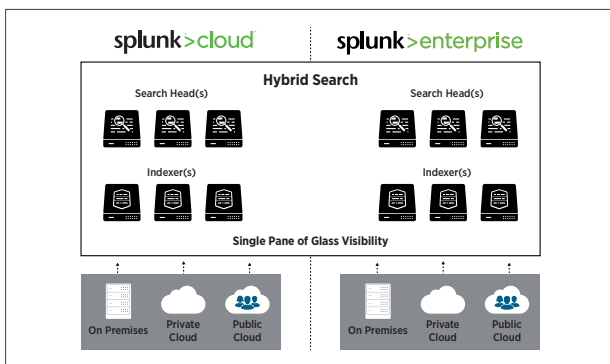 splunk>cloud
splunk>enterprise
Hybrid Search
Search Head(s)
Search Head(s)
Indexer(s)
Indexer(s)
Single Pane of Glass Visibility
On Premises
Private
Cloud
Public
Cloud
On Premises
Private
Cloud
Public
Cloud